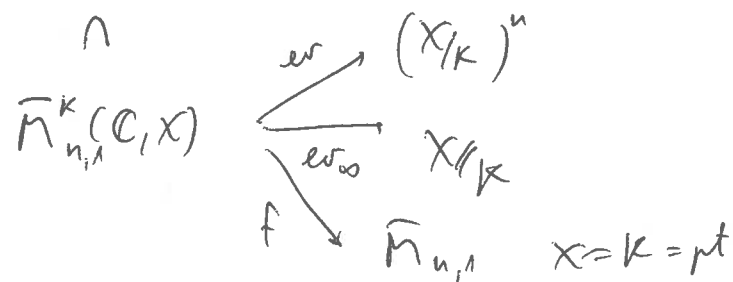 ∩
ev (X/K)^n
M̄^K_{n,1}(ℂ,X)
ev_∞ X//K
f M̄_{n,1} X=K=pt